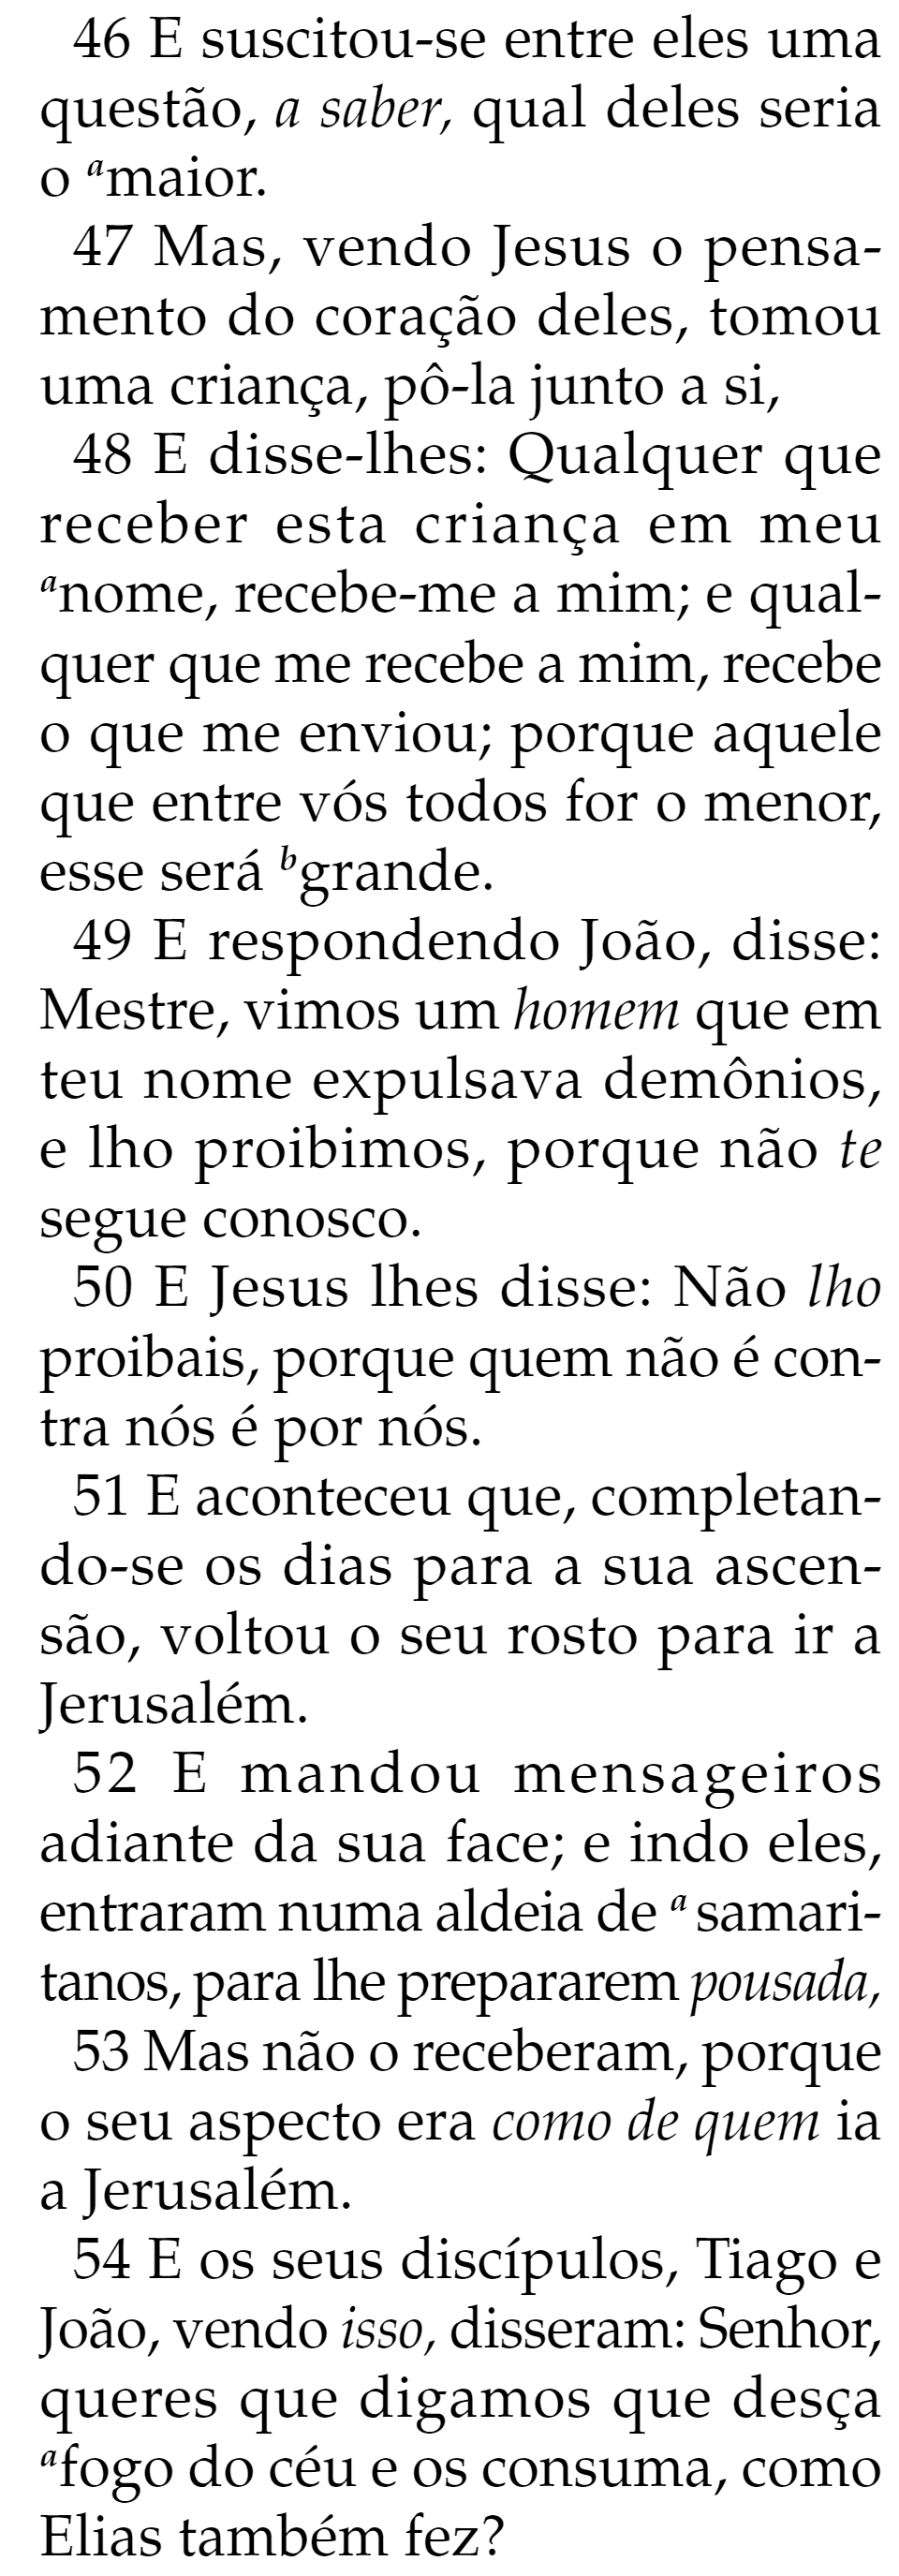 46 E suscitou-se entre eles uma
questão, a saber, qual deles seria
o ᵃmaior.
47 Mas, vendo Jesus o pensa-
mento do coração deles, tomou
uma criança, pô-la junto a si,
48 E disse-lhes: Qualquer que
receber esta criança em meu
ᵃnome, recebe-me a mim; e qual-
quer que me recebe a mim, recebe
o que me enviou; porque aquele
que entre vós todos for o menor,
esse será ᵇgrande.
49 E respondendo João, disse:
Mestre, vimos um homem que em
teu nome expulsava demônios,
e lho proibimos, porque não te
segue conosco.
50 E Jesus lhes disse: Não lho
proibais, porque quem não é con-
tra nós é por nós.
51 E aconteceu que, completan-
do-se os dias para a sua ascen-
são, voltou o seu rosto para ir a
Jerusalém.
52 E mandou mensageiros
adiante da sua face; e indo eles,
entraram numa aldeia de ᵃ samari-
tanos, para lhe prepararem pousada,
53 Mas não o receberam, porque
o seu aspecto era como de quem ia
a Jerusalém.
54 E os seus discípulos, Tiago e
João, vendo isso, disseram: Senhor,
queres que digamos que desça
ᵃfogo do céu e os consuma, como
Elias também fez?